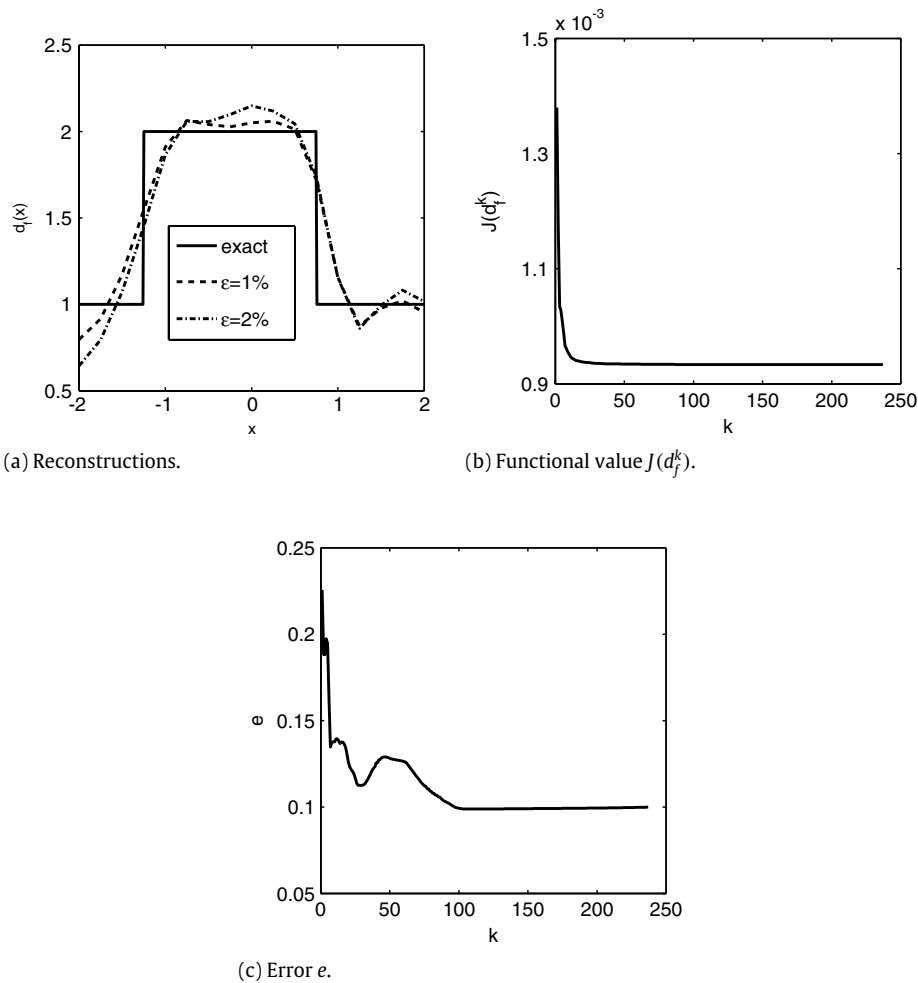 2.5
2
1.5
1
0.5
-2 -1 0 1 2
d_f(x)
x
exact
ε=1%
ε=2%
(a) Reconstructions.
x 10^-3
1.5
1.3
1.1
0.9
0 50 100 150 200 250
J(d_f^k)
k
(b) Functional value J(d_f^k).
0.25
0.2
0.15
0.1
0.05
0 50 100 150 200 250
e
k
(c) Error e.